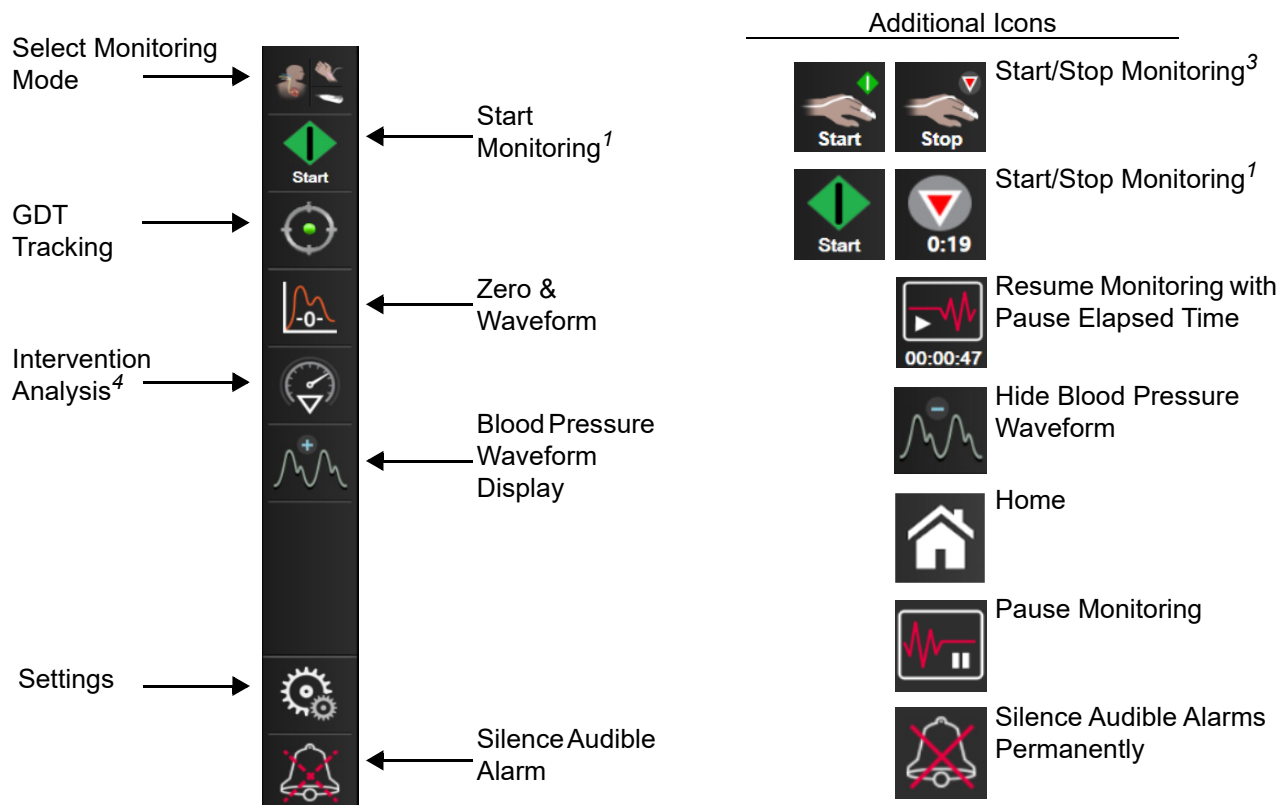 Additional Icons
Select Monitoring
Mode
Start
Monitoring1
Start
GDT
Tracking
Zero &
Waveform
-0-
Intervention
Analysis4
Blood Pressure
Waveform
Display
Settings
Silence Audible
Alarm
Start
Stop
Start/Stop Monitoring3
Start
0:19
Start/Stop Monitoring1
00:00:47
Resume Monitoring with
Pause Elapsed Time
Hide Blood Pressure
Waveform
Home
Pause Monitoring
Silence Audible Alarms
Permanently